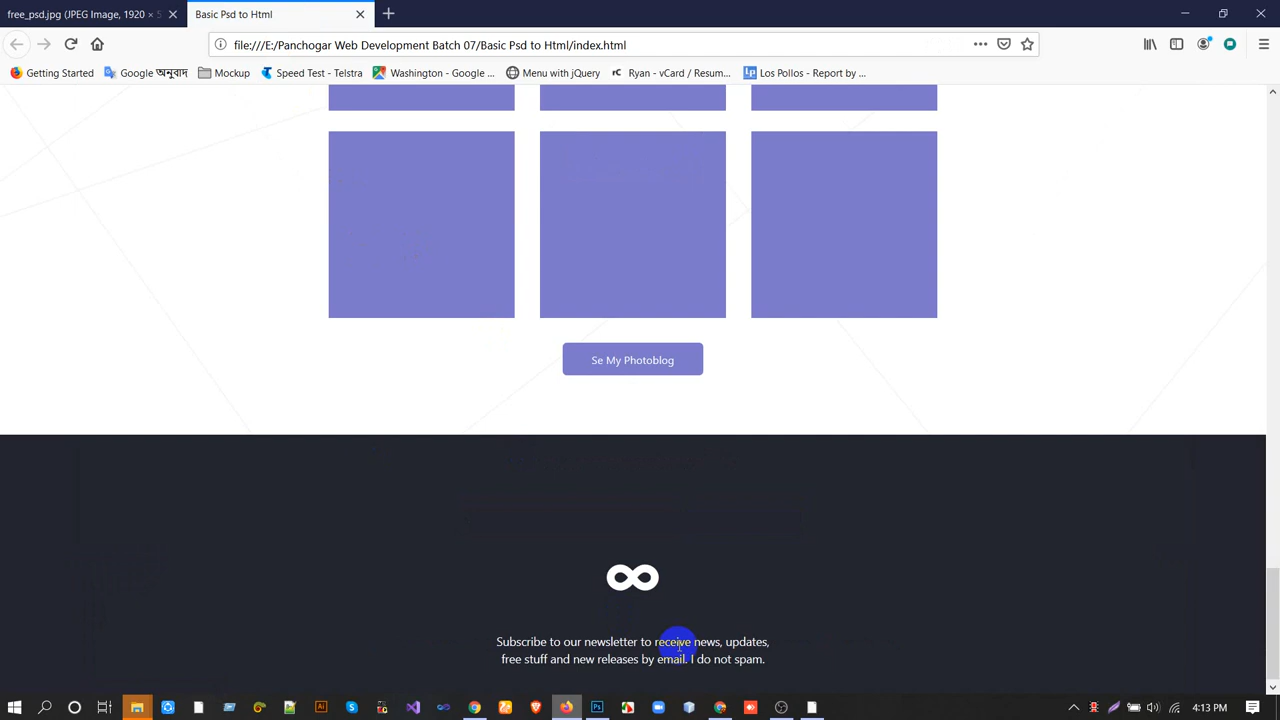 free_psd.jpg (JPEG Image, 1920 × 5
Basic Psd to Html
file:///E:/Panchogar Web Development Batch 07/Basic Psd to Html/index.html
Getting Started
Google অনুবাদ
Mockup
Speed Test - Telstra
Washington - Google ...
Menu with jQuery
rC Ryan - vCard / Resum...
Lp Los Pollos - Report by ...
Se My Photoblog
Subscribe to our newsletter to receive news, updates,
free stuff and new releases by email. I do not spam.
Ai
4:13 PM